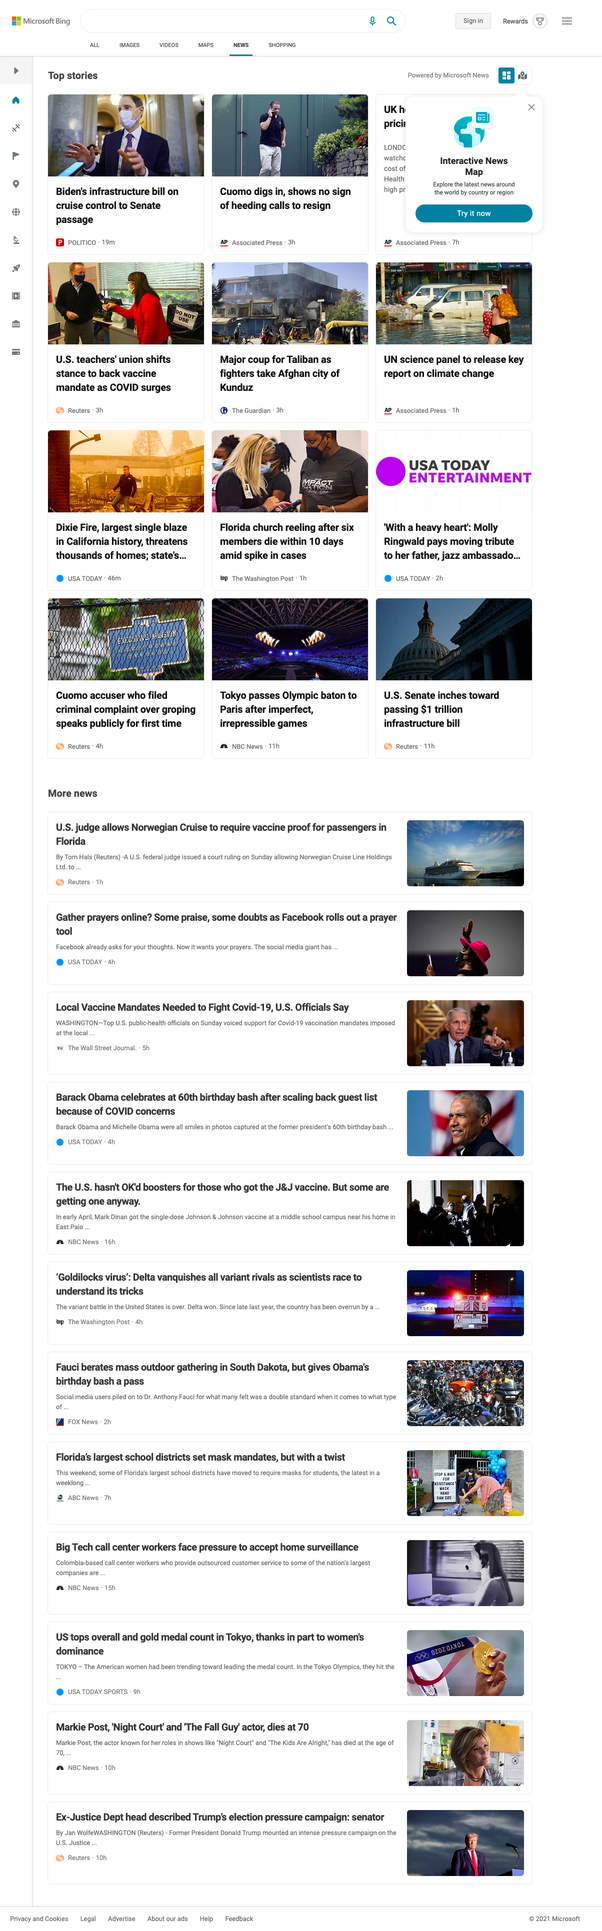 Microsoft Bing
Sign in
Rewards
ALL
IMAGES
VIDEOS
MAPS
NEWS
SHOPPING
Top stories
Powered by Microsoft News
Biden's infrastructure bill on
cruise control to Senate
passage
POLITICO · 19m
Cuomo digs in, shows no sign
of heeding calls to resign
AP Associated Press · 3h
UK
pricin
LONDO
watchd
cost of
Health
high pr
AP Associated Press · 7h
Interactive News
Map
Explore the latest news around
the world by country or region
Try it now
DO NOT
USE
U.S. teachers' union shifts
stance to back vaccine
mandate as COVID surges
Reuters · 3h
Major coup for Taliban as
fighters take Afghan city of
Kunduz
The Guardian · 3h
UN science panel to release key
report on climate change
AP Associated Press · 1h
Dixie Fire, largest single blaze
in California history, threatens
thousands of homes; state's...
USA TODAY · 46m
IMPACT
Florida church reeling after six
members die within 10 days
amid spike in cases
wp The Washington Post · 1h
USA TODAY
ENTERTAINMENT
'With a heavy heart': Molly
Ringwald pays moving tribute
to her father, jazz ambassado...
USA TODAY · 2h
EXECUTIVE MANSION
Cuomo accuser who filed
criminal complaint over groping
speaks publicly for first time
Reuters · 4h
Tokyo passes Olympic baton to
Paris after imperfect,
irrepressible games
NBC News · 11h
U.S. Senate inches toward
passing $1 trillion
infrastructure bill
Reuters · 11h
More news
U.S. judge allows Norwegian Cruise to require vaccine proof for passengers in
Florida
By Tom Hals (Reuters) -A U.S. federal judge issued a court ruling on Sunday allowing Norwegian Cruise Line Holdings
Ltd. to ...
Reuters · 1h
Gather prayers online? Some praise, some doubts as Facebook rolls out a prayer
tool
Facebook already asks for your thoughts. Now it wants your prayers. The social media giant has ...
USA TODAY · 4h
Local Vaccine Mandates Needed to Fight Covid-19, U.S. Officials Say
WASHINGTON—Top U.S. public-health officials on Sunday voiced support for Covid-19 vaccination mandates imposed
at the local ...
WSJ The Wall Street Journal. · 5h
Barack Obama celebrates at 60th birthday bash after scaling back guest list
because of COVID concerns
Barack Obama and Michelle Obama were all smiles in photos captured at the former president's 60th birthday bash ...
USA TODAY · 4h
The U.S. hasn't OK'd boosters for those who got the J&J vaccine. But some are
getting one anyway.
In early April, Mark Dinan got the single-dose Johnson & Johnson vaccine at a middle school campus near his home in
East Palo ...
NBC News · 16h
'Goldilocks virus': Delta vanquishes all variant rivals as scientists race to
understand its tricks
The variant battle in the United States is over. Delta won. Since late last year, the country has been overrun by a ...
wp The Washington Post · 4h
Fauci berates mass outdoor gathering in South Dakota, but gives Obama's
birthday bash a pass
Social media users piled on to Dr. Anthony Fauci for what many felt was a double standard when it comes to what type
of ...
FOX News · 2h
Florida's largest school districts set mask mandates, but with a twist
This weekend, some of Florida's largest school districts have moved to require masks for students, the latest in a
weeklong ...
ABC News · 7h
STOP & WAIT
FOR
ASSISTANCE
MASK
HAND
Big Tech call center workers face pressure to accept home surveillance
Colombia-based call center workers who provide outsourced customer service to some of the nation's largest
companies are ...
NBC News · 15h
US tops overall and gold medal count in Tokyo, thanks in part to women's
dominance
TOKYO – The American women had been trending toward leading the medal count. In the Tokyo Olympics, they hit the
...
USA TODAY SPORTS · 9h
TOKYO 2020
Markie Post, 'Night Court' and 'The Fall Guy' actor, dies at 70
Markie Post, the actor known for her roles in shows like "Night Court" and "The Kids Are Alright," has died at the age of
70, ...
NBC News · 10h
Ex-Justice Dept head described Trump's election pressure campaign: senator
By Jan WolfeWASHINGTON (Reuters) - Former President Donald Trump mounted an intense pressure campaign on the
U.S. Justice ...
Reuters · 10h
Privacy and Cookies
Legal
Advertise
About our ads
Help
Feedback
© 2021 Microsoft